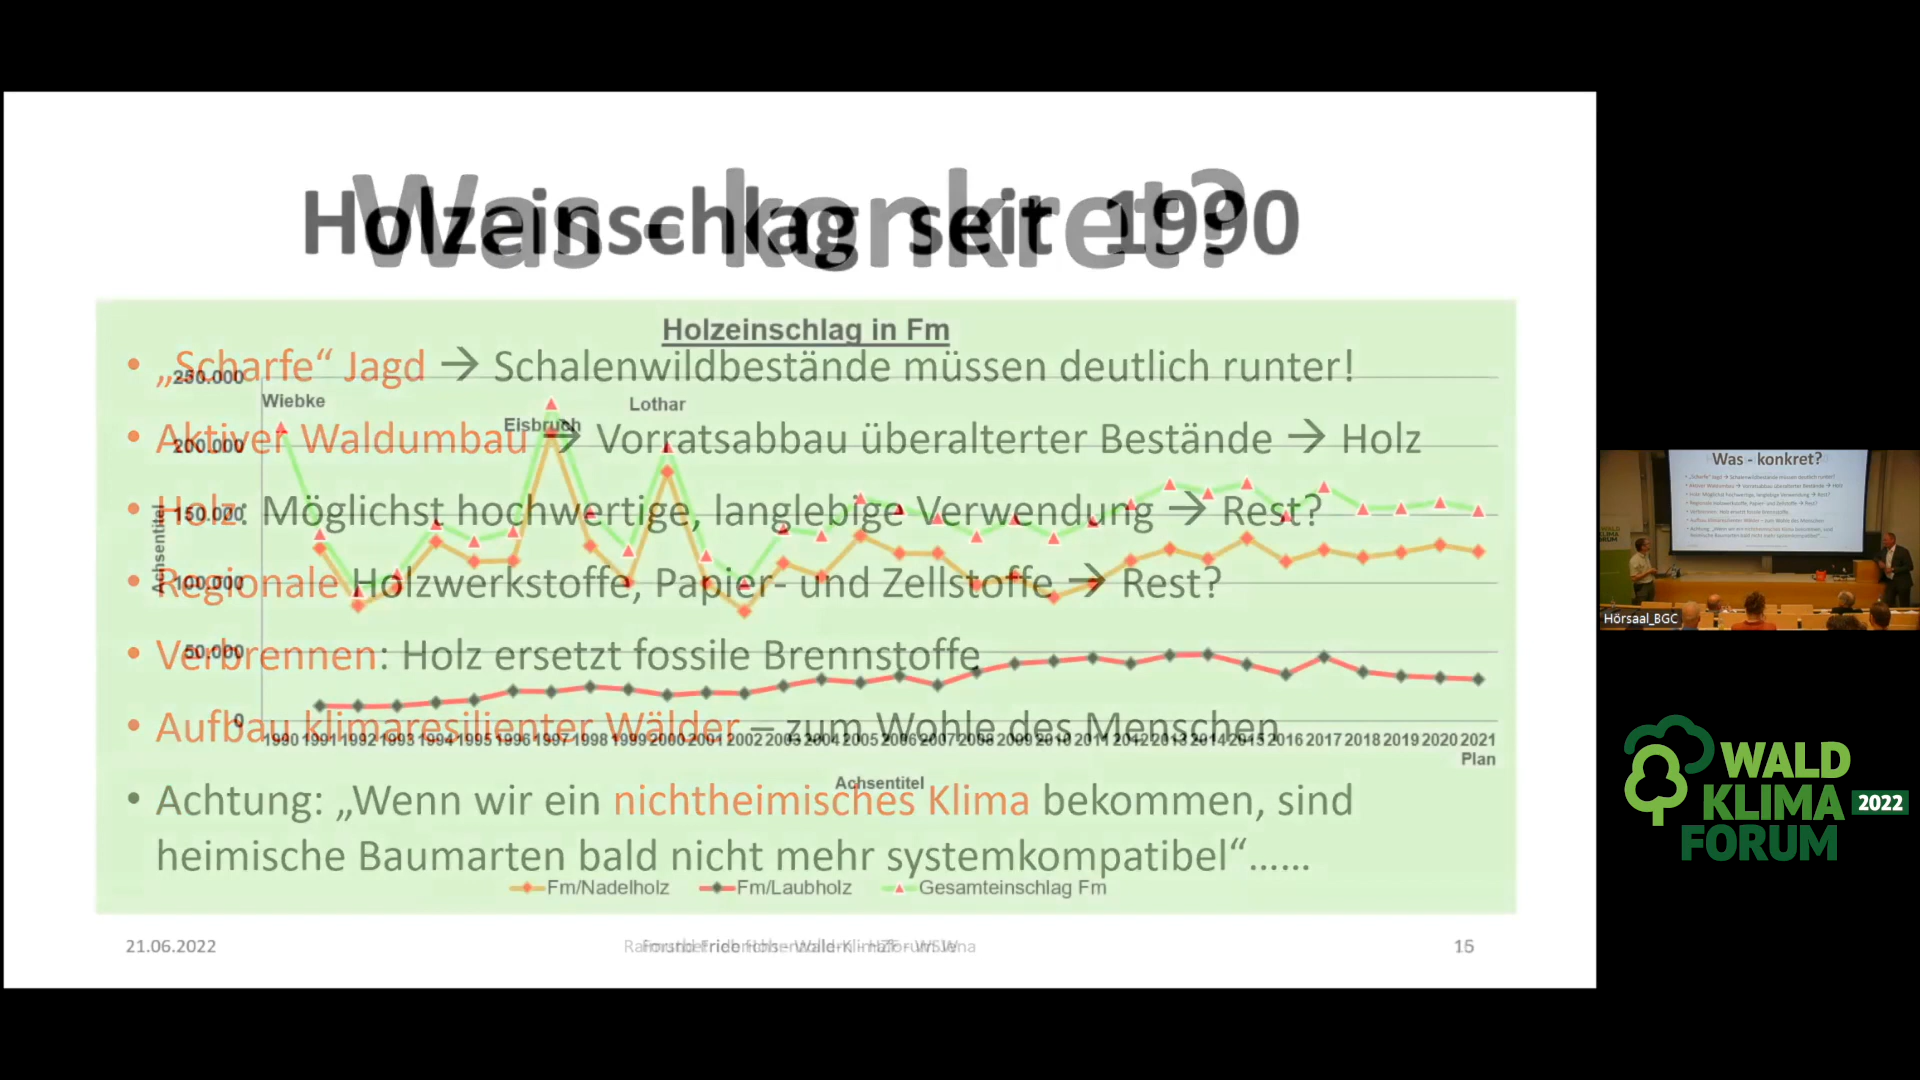 Was - konkret?
Holzeinschlag seit 1990
Holzeinschlag in Fm
• „Scharfe“ Jagd → Schalenwildbestände müssen deutlich runter!
• Aktiver Waldumbau → Vorratsabbau überalterter Bestände → Holz
• Holz: Möglichst hochwertige, langlebige Verwendung → Rest?
• Regionale Holzwerkstoffe, Papier- und Zellstoffe → Rest?
• Verbrennen: Holz ersetzt fossile Brennstoffe
• Aufbau klimaresilienter Wälder – zum Wohle des Menschen
• Achtung: „Wenn wir ein nichtheimisches Klima bekommen, sind
heimische Baumarten bald nicht mehr systemkompatibel“......
250.000
200.000
150.000
100.000
50.000
0
Achsentitel
Wiebke
Eisbruch
Lothar
1990 1991 1992 1993 1994 1995 1996 1997 1998 1999 2000 2001 2002 2003 2004 2005 2006 2007 2008 2009 2010 2011 2012 2013 2014 2015 2016 2017 2018 2019 2020 2021
Plan
Achsentitel
Fm/Nadelholz Fm/Laubholz Gesamteinschlag Fm
21.06.2022
15
Was - konkret?
Hörsaal_BGC
WALD
KLIMA 2022
FORUM